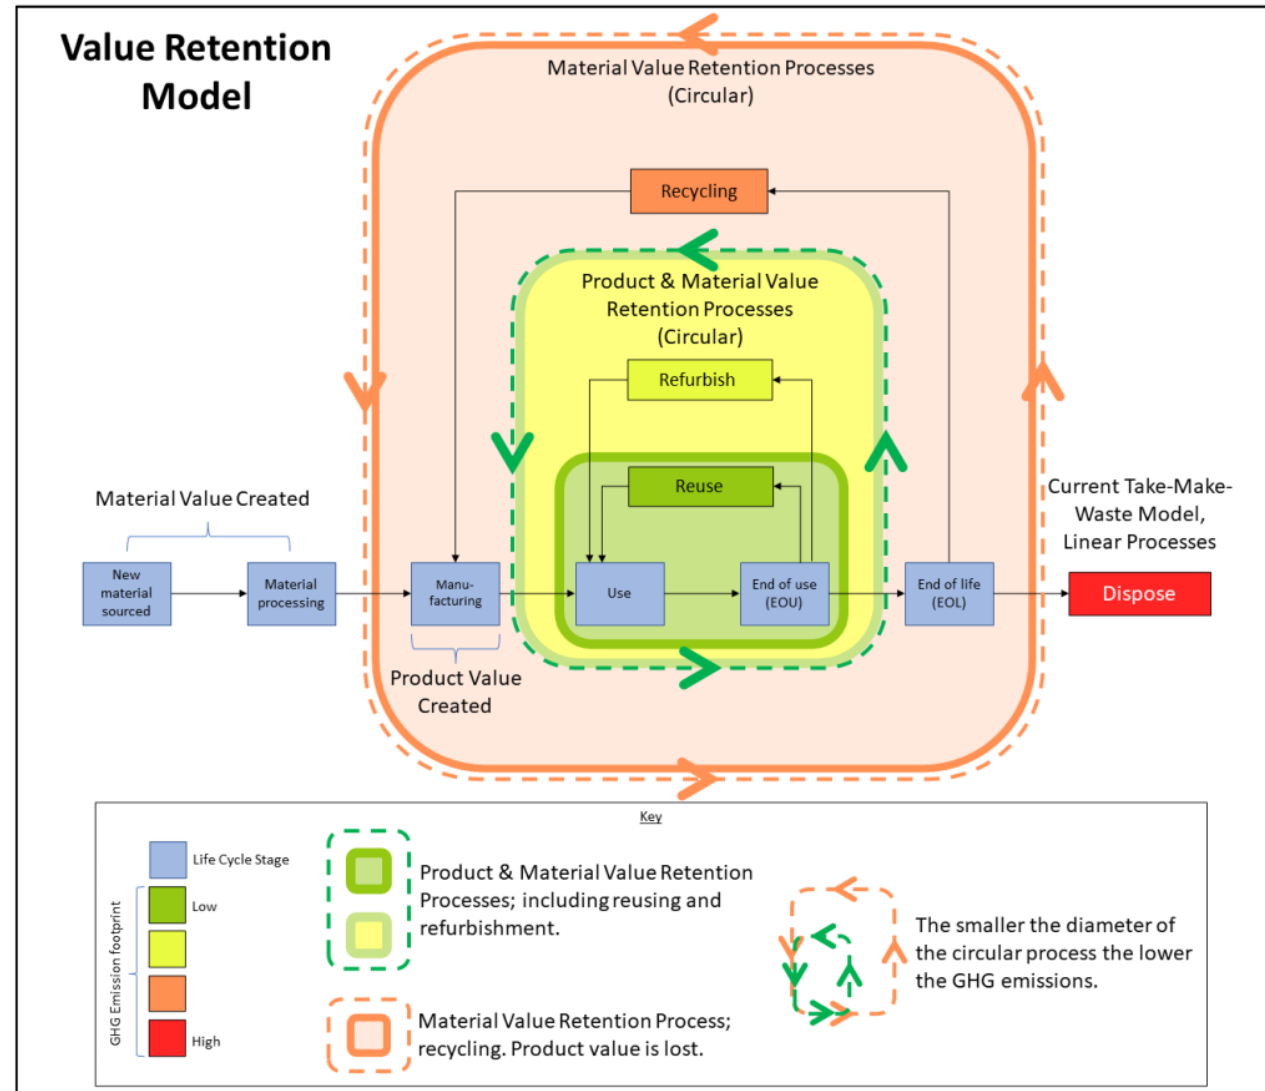 Value Retention
Model
Material Value Retention Processes
(Circular)
Recycling
Product & Material Value
Retention Processes
(Circular)
Refurbish
Reuse
Material Value Created
Current Take-Make-
Waste Model,
Linear Processes
New
material
sourced
Material
processing
Manu-
facturing
Use
End of use
(EOU)
End of life
(EOL)
Dispose
Product Value
Created
Key
Life Cycle Stage
GHG Emission footprint
Low
High
Product & Material Value Retention
Processes; including reusing and
refurbishment.
Material Value Retention Process;
recycling. Product value is lost.
The smaller the diameter of
the circular process the lower
the GHG emissions.